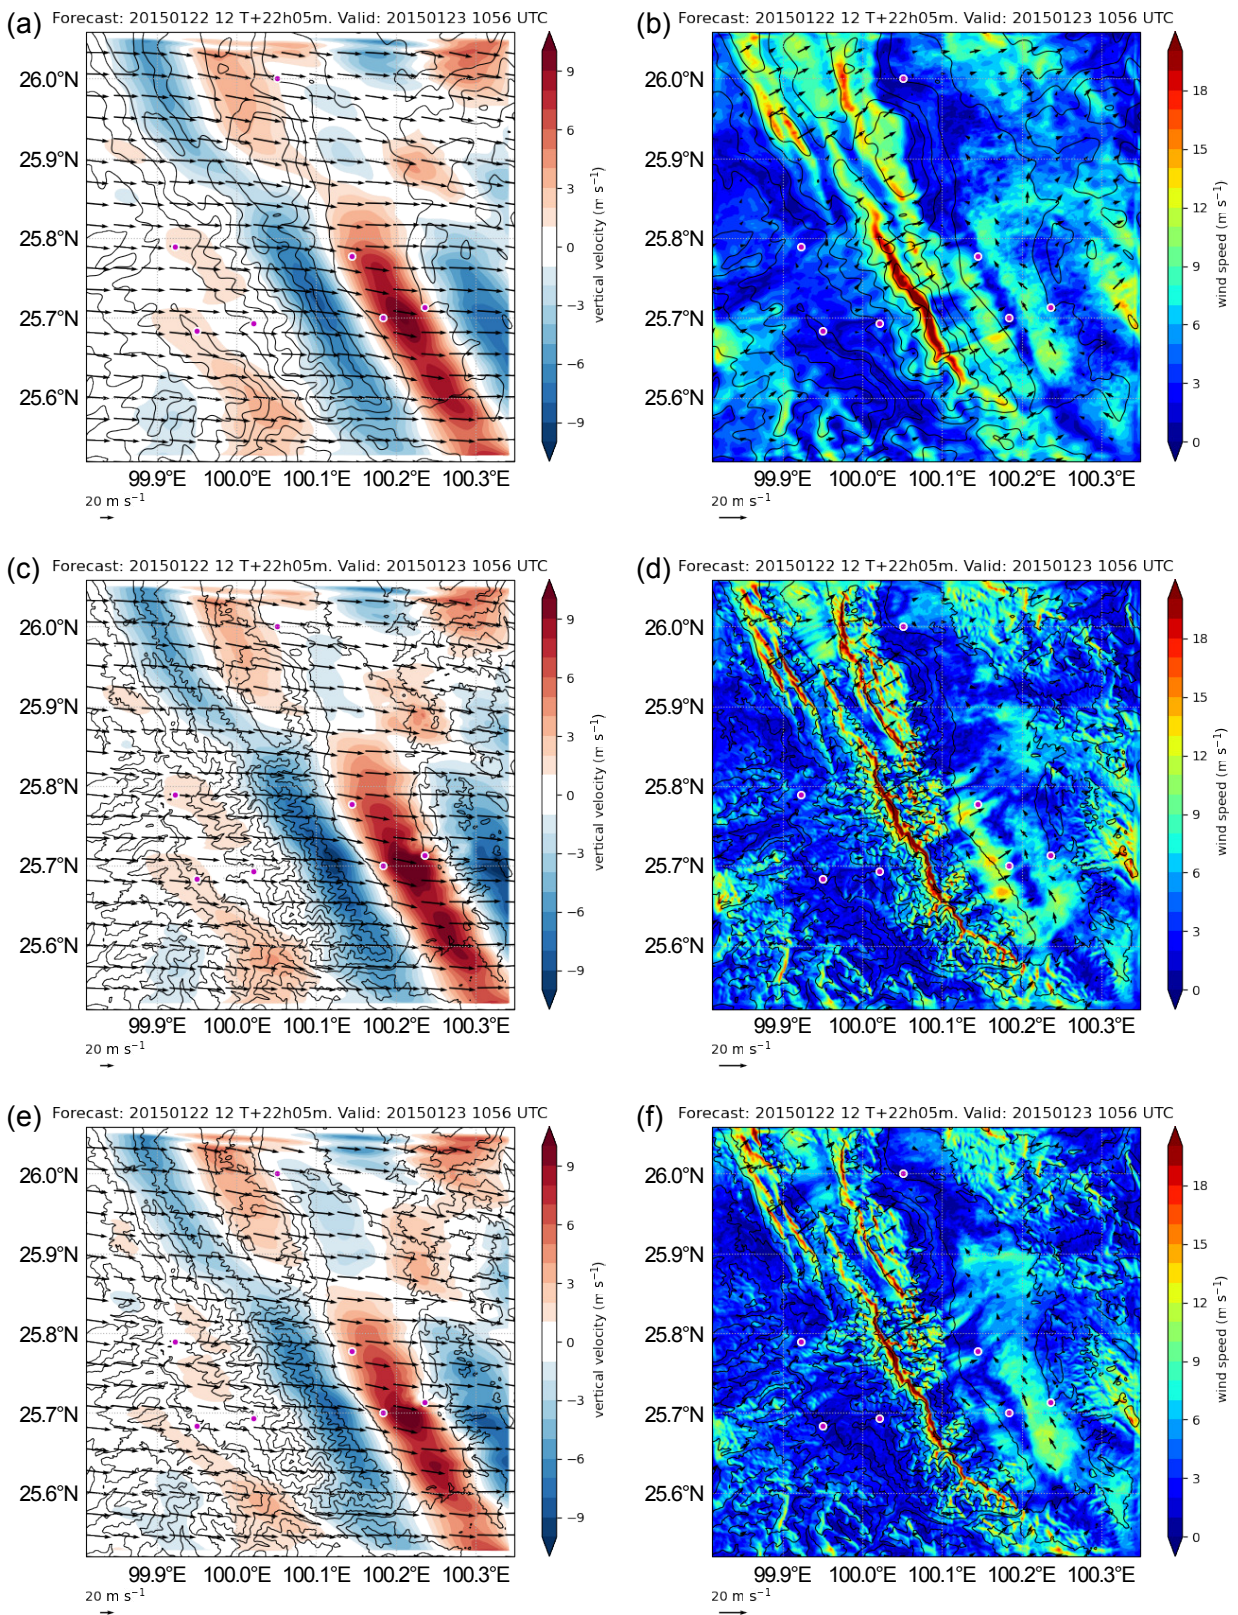 (a) Forecast: 20150122 12 T+22h05m. Valid: 20150123 1056 UTC
26.0°N
25.9°N
25.8°N
25.7°N
25.6°N
99.9°E 100.0°E 100.1°E 100.2°E 100.3°E
20 m s⁻¹
9
6
3
0
−3
−6
−9
vertical velocity (m s⁻¹)
(b) Forecast: 20150122 12 T+22h05m. Valid: 20150123 1056 UTC
26.0°N
25.9°N
25.8°N
25.7°N
25.6°N
99.9°E 100.0°E 100.1°E 100.2°E 100.3°E
20 m s⁻¹
18
15
12
9
6
3
0
wind speed (m s⁻¹)
(c) Forecast: 20150122 12 T+22h05m. Valid: 20150123 1056 UTC
26.0°N
25.9°N
25.8°N
25.7°N
25.6°N
99.9°E 100.0°E 100.1°E 100.2°E 100.3°E
20 m s⁻¹
9
6
3
0
−3
−6
−9
vertical velocity (m s⁻¹)
(d) Forecast: 20150122 12 T+22h05m. Valid: 20150123 1056 UTC
26.0°N
25.9°N
25.8°N
25.7°N
25.6°N
99.9°E 100.0°E 100.1°E 100.2°E 100.3°E
20 m s⁻¹
18
15
12
9
6
3
0
wind speed (m s⁻¹)
(e) Forecast: 20150122 12 T+22h05m. Valid: 20150123 1056 UTC
26.0°N
25.9°N
25.8°N
25.7°N
25.6°N
99.9°E 100.0°E 100.1°E 100.2°E 100.3°E
20 m s⁻¹
9
6
3
0
−3
−6
−9
vertical velocity (m s⁻¹)
(f) Forecast: 20150122 12 T+22h05m. Valid: 20150123 1056 UTC
26.0°N
25.9°N
25.8°N
25.7°N
25.6°N
99.9°E 100.0°E 100.1°E 100.2°E 100.3°E
20 m s⁻¹
18
15
12
9
6
3
0
wind speed (m s⁻¹)